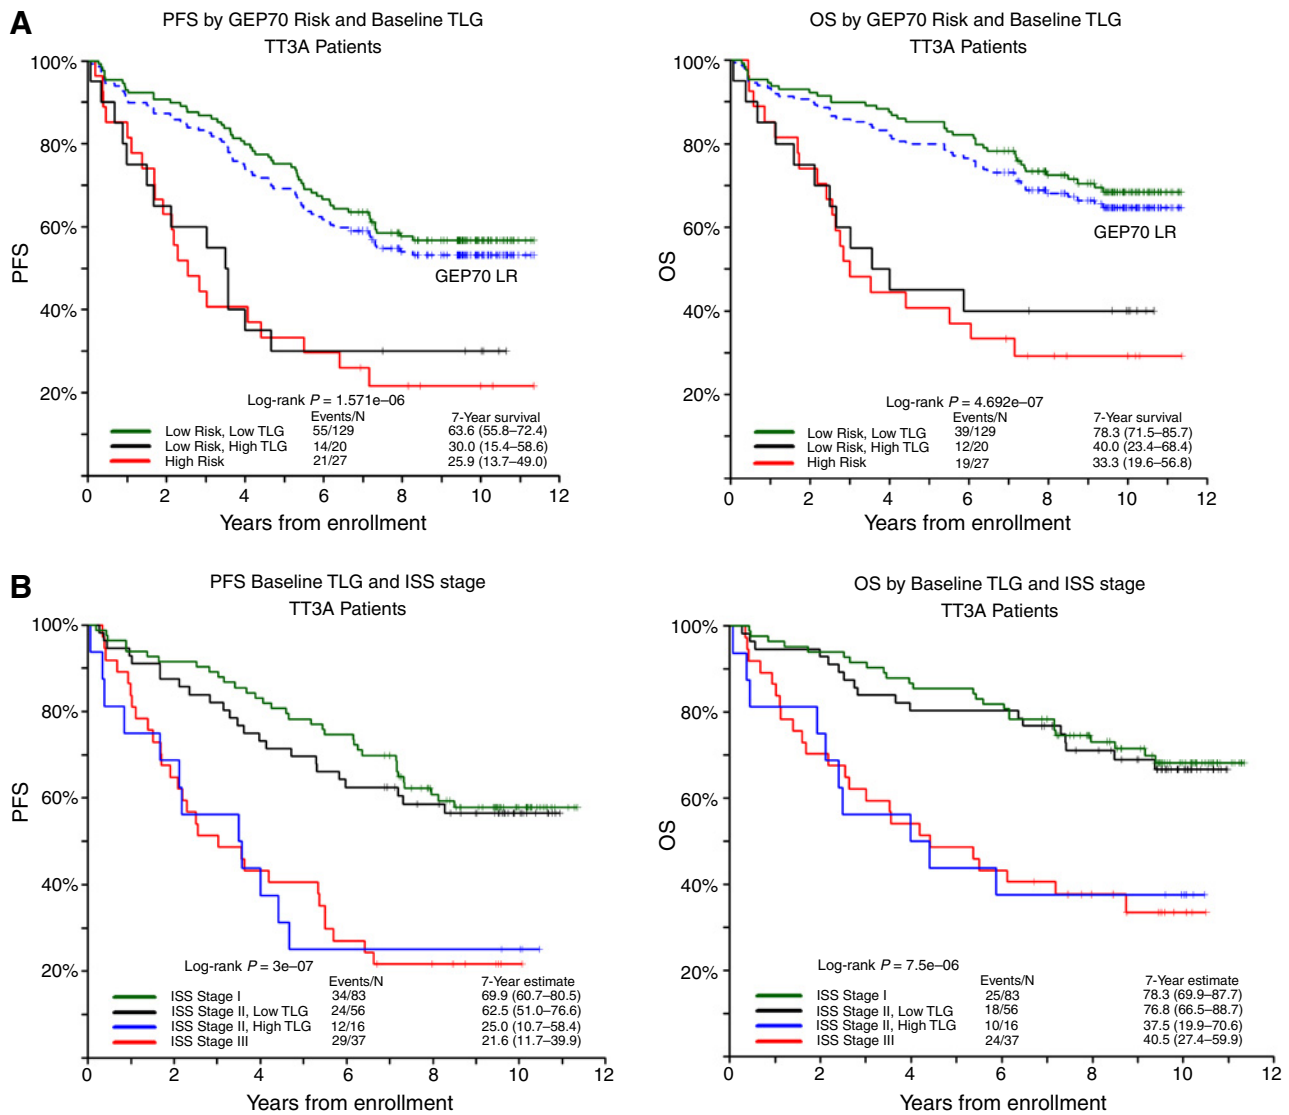 A
PFS by GEP70 Risk and Baseline TLG
TT3A Patients
100%
80%
60%
40%
20%
PFS
GEP70 LR
Log-rank P = 1.571e–06
Events/N 7-Year survival
Low Risk, Low TLG 55/129 63.6 (55.8–72.4)
Low Risk, High TLG 14/20 30.0 (15.4–58.6)
High Risk 21/27 25.9 (13.7–49.0)
0 2 4 6 8 10 12
Years from enrollment
OS by GEP70 Risk and Baseline TLG
TT3A Patients
100%
80%
60%
40%
20%
OS
GEP70 LR
Log-rank P = 4.692e–07
Events/N 7-Year survival
Low Risk, Low TLG 39/129 78.3 (71.5–85.7)
Low Risk, High TLG 12/20 40.0 (23.4–68.4)
High Risk 19/27 33.3 (19.6–56.8)
0 2 4 6 8 10 12
Years from enrollment
B
PFS Baseline TLG and ISS stage
TT3A Patients
100%
80%
60%
40%
20%
PFS
Log-rank P = 3e–07
Events/N 7-Year estimate
ISS Stage I 34/83 69.9 (60.7–80.5)
ISS Stage II, Low TLG 24/56 62.5 (51.0–76.6)
ISS Stage II, High TLG 12/16 25.0 (10.7–58.4)
ISS Stage III 29/37 21.6 (11.7–39.9)
0 2 4 6 8 10 12
Years from enrollment
OS by Baseline TLG and ISS stage
TT3A Patients
100%
80%
60%
40%
20%
OS
Log-rank P = 7.5e–06
Events/N 7-Year estimate
ISS Stage I 25/83 78.3 (69.9–87.7)
ISS Stage II, Low TLG 18/56 76.8 (66.5–88.7)
ISS Stage II, High TLG 10/16 37.5 (19.9–70.6)
ISS Stage III 24/37 40.5 (27.4–59.9)
0 2 4 6 8 10 12
Years from enrollment